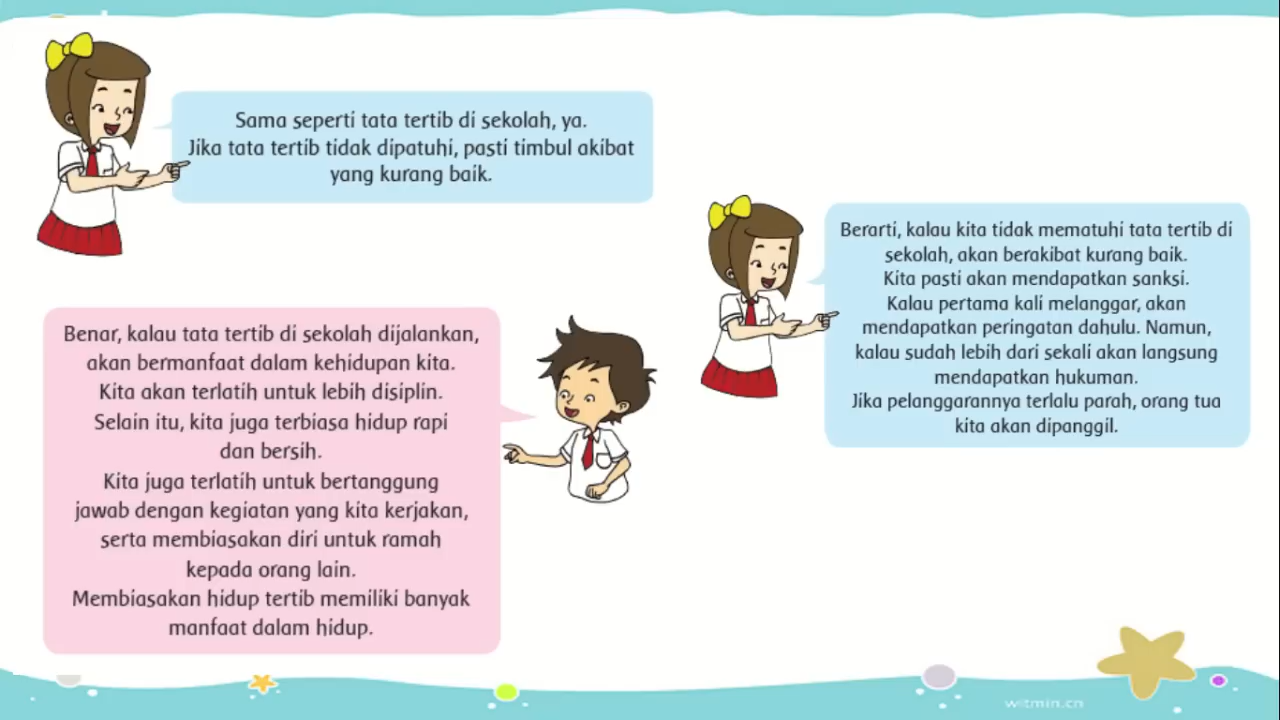 Sama seperti tata tertib di sekolah, ya.
Jika tata tertib tidak dipatuhi, pasti timbul akibat
yang kurang baik.
Benar, kalau tata tertib di sekolah dijalankan,
akan bermanfaat dalam kehidupan kita.
Kita akan terlatih untuk lebih disiplin.
Selain itu, kita juga terbiasa hidup rapi
dan bersih.
Kita juga terlatih untuk bertanggung
jawab dengan kegiatan yang kita kerjakan,
serta membiasakan diri untuk ramah
kepada orang lain.
Membiasakan hidup tertib memiliki banyak
manfaat dalam hidup.
Berarti, kalau kita tidak mematuhi tata tertib di
sekolah, akan berakibat kurang baik.
Kita pasti akan mendapatkan sanksi.
Kalau pertama kali melanggar, akan
mendapatkan peringatan dahulu. Namun,
kalau sudah lebih dari sekali akan langsung
mendapatkan hukuman.
Jika pelanggarannya terlalu parah, orang tua
kita akan dipanggil.
witmin.cn